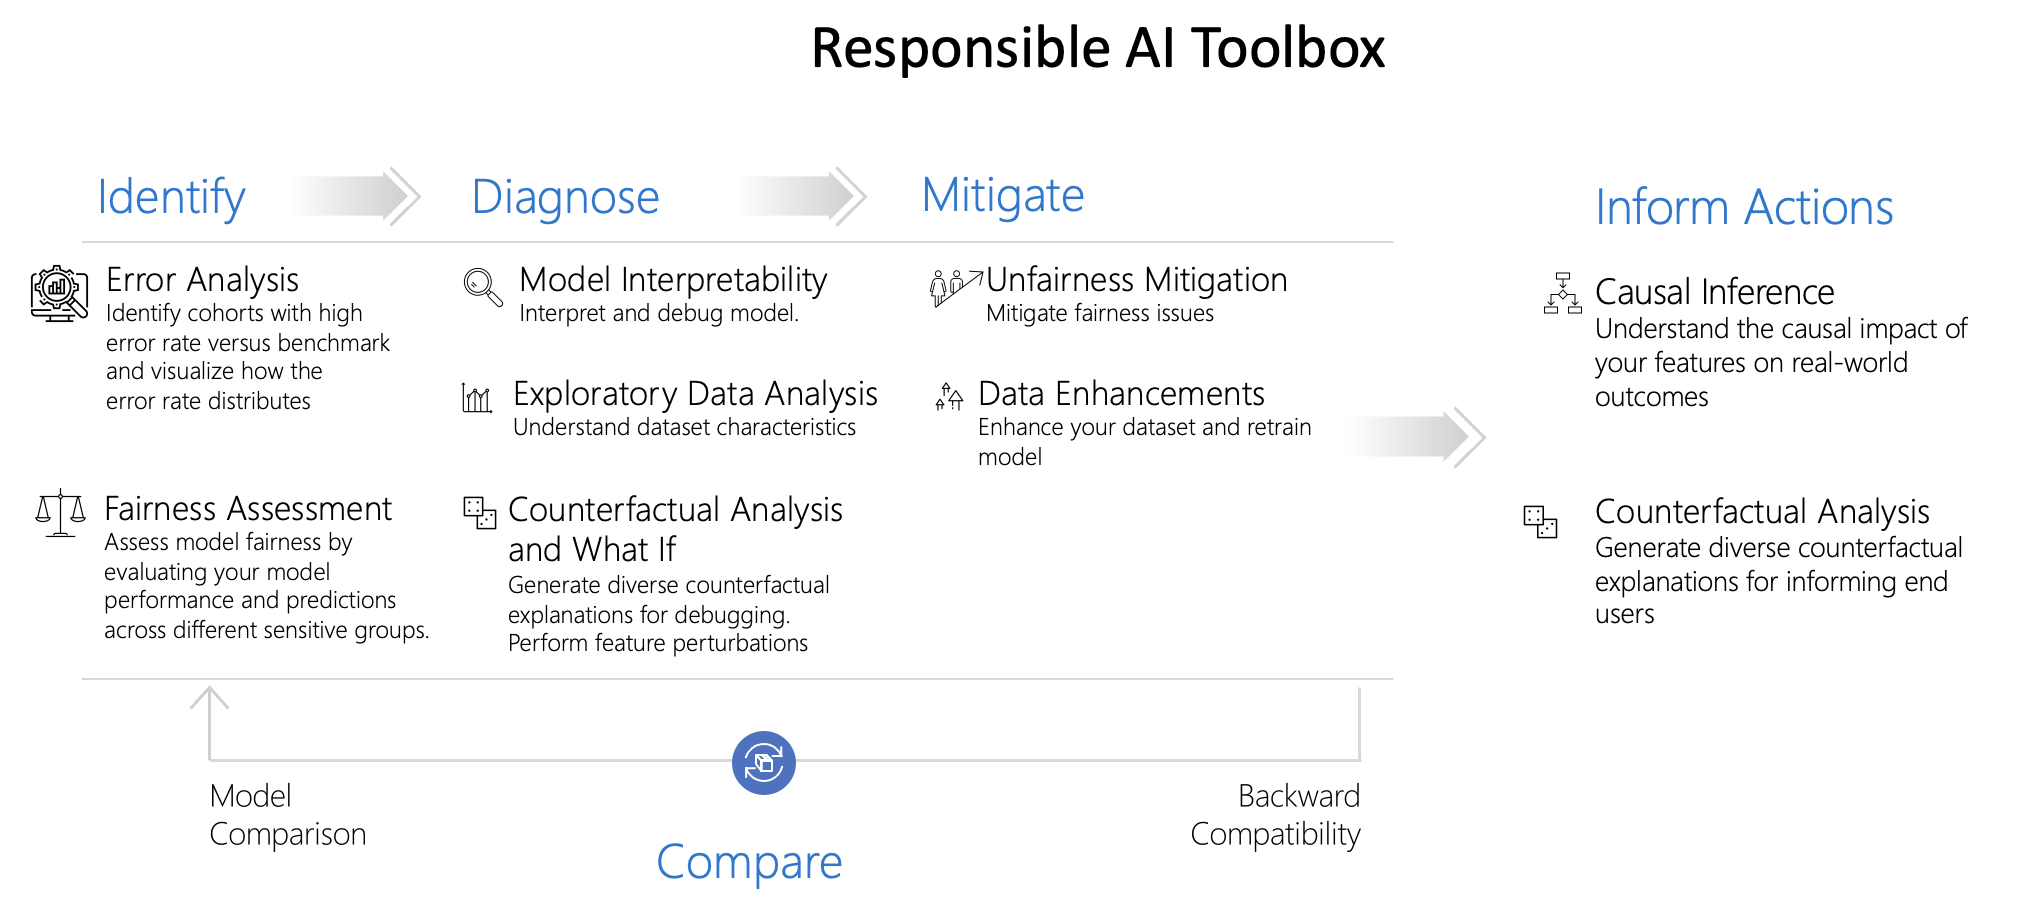 Responsible AI Toolbox
Identify
Diagnose
Mitigate
Inform Actions
Error Analysis
Identify cohorts with high
error rate versus benchmark
and visualize how the
error rate distributes
Fairness Assessment
Assess model fairness by
evaluating your model
performance and predictions
across different sensitive groups.
Model Interpretability
Interpret and debug model.
Exploratory Data Analysis
Understand dataset characteristics
Counterfactual Analysis
and What If
Generate diverse counterfactual
explanations for debugging.
Perform feature perturbations
Unfairness Mitigation
Mitigate fairness issues
Data Enhancements
Enhance your dataset and retrain
model
Causal Inference
Understand the causal impact of
your features on real-world
outcomes
Counterfactual Analysis
Generate diverse counterfactual
explanations for informing end
users
Model
Comparison
Compare
Backward
Compatibility